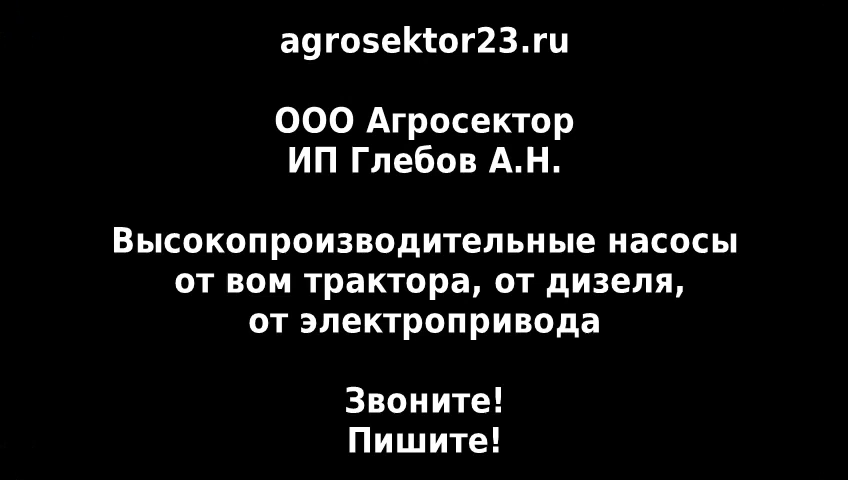 agrosektor23.ru
ООО Агросектор
ИП Глебов А.Н.
Высокопроизводительные насосы
от вом трактора, от дизеля,
от электропривода
Звоните!
Пишите!